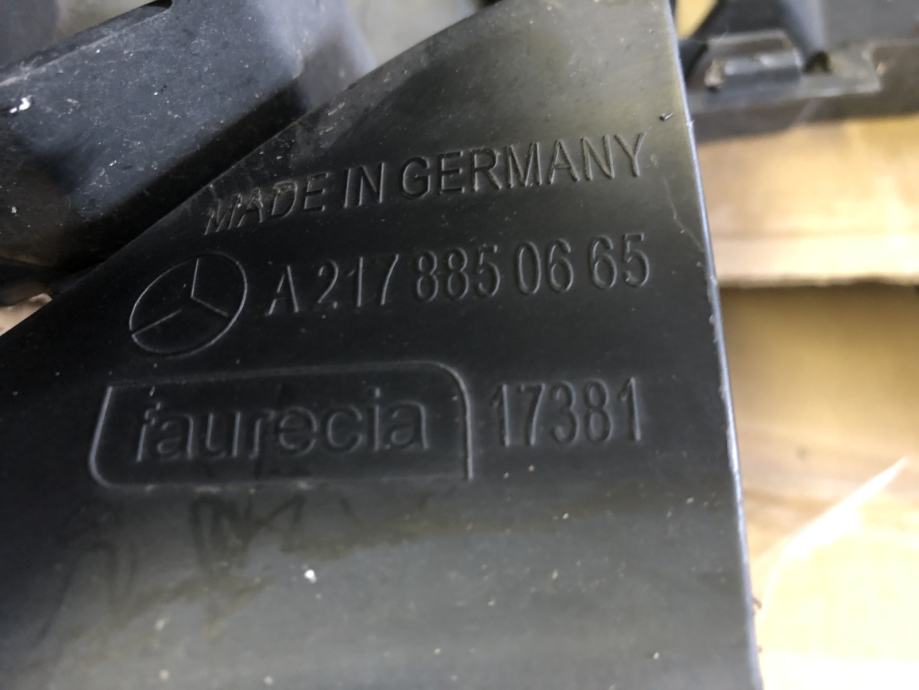 MADE IN GERMANY
A 217 885 06 65
faurecia 17381